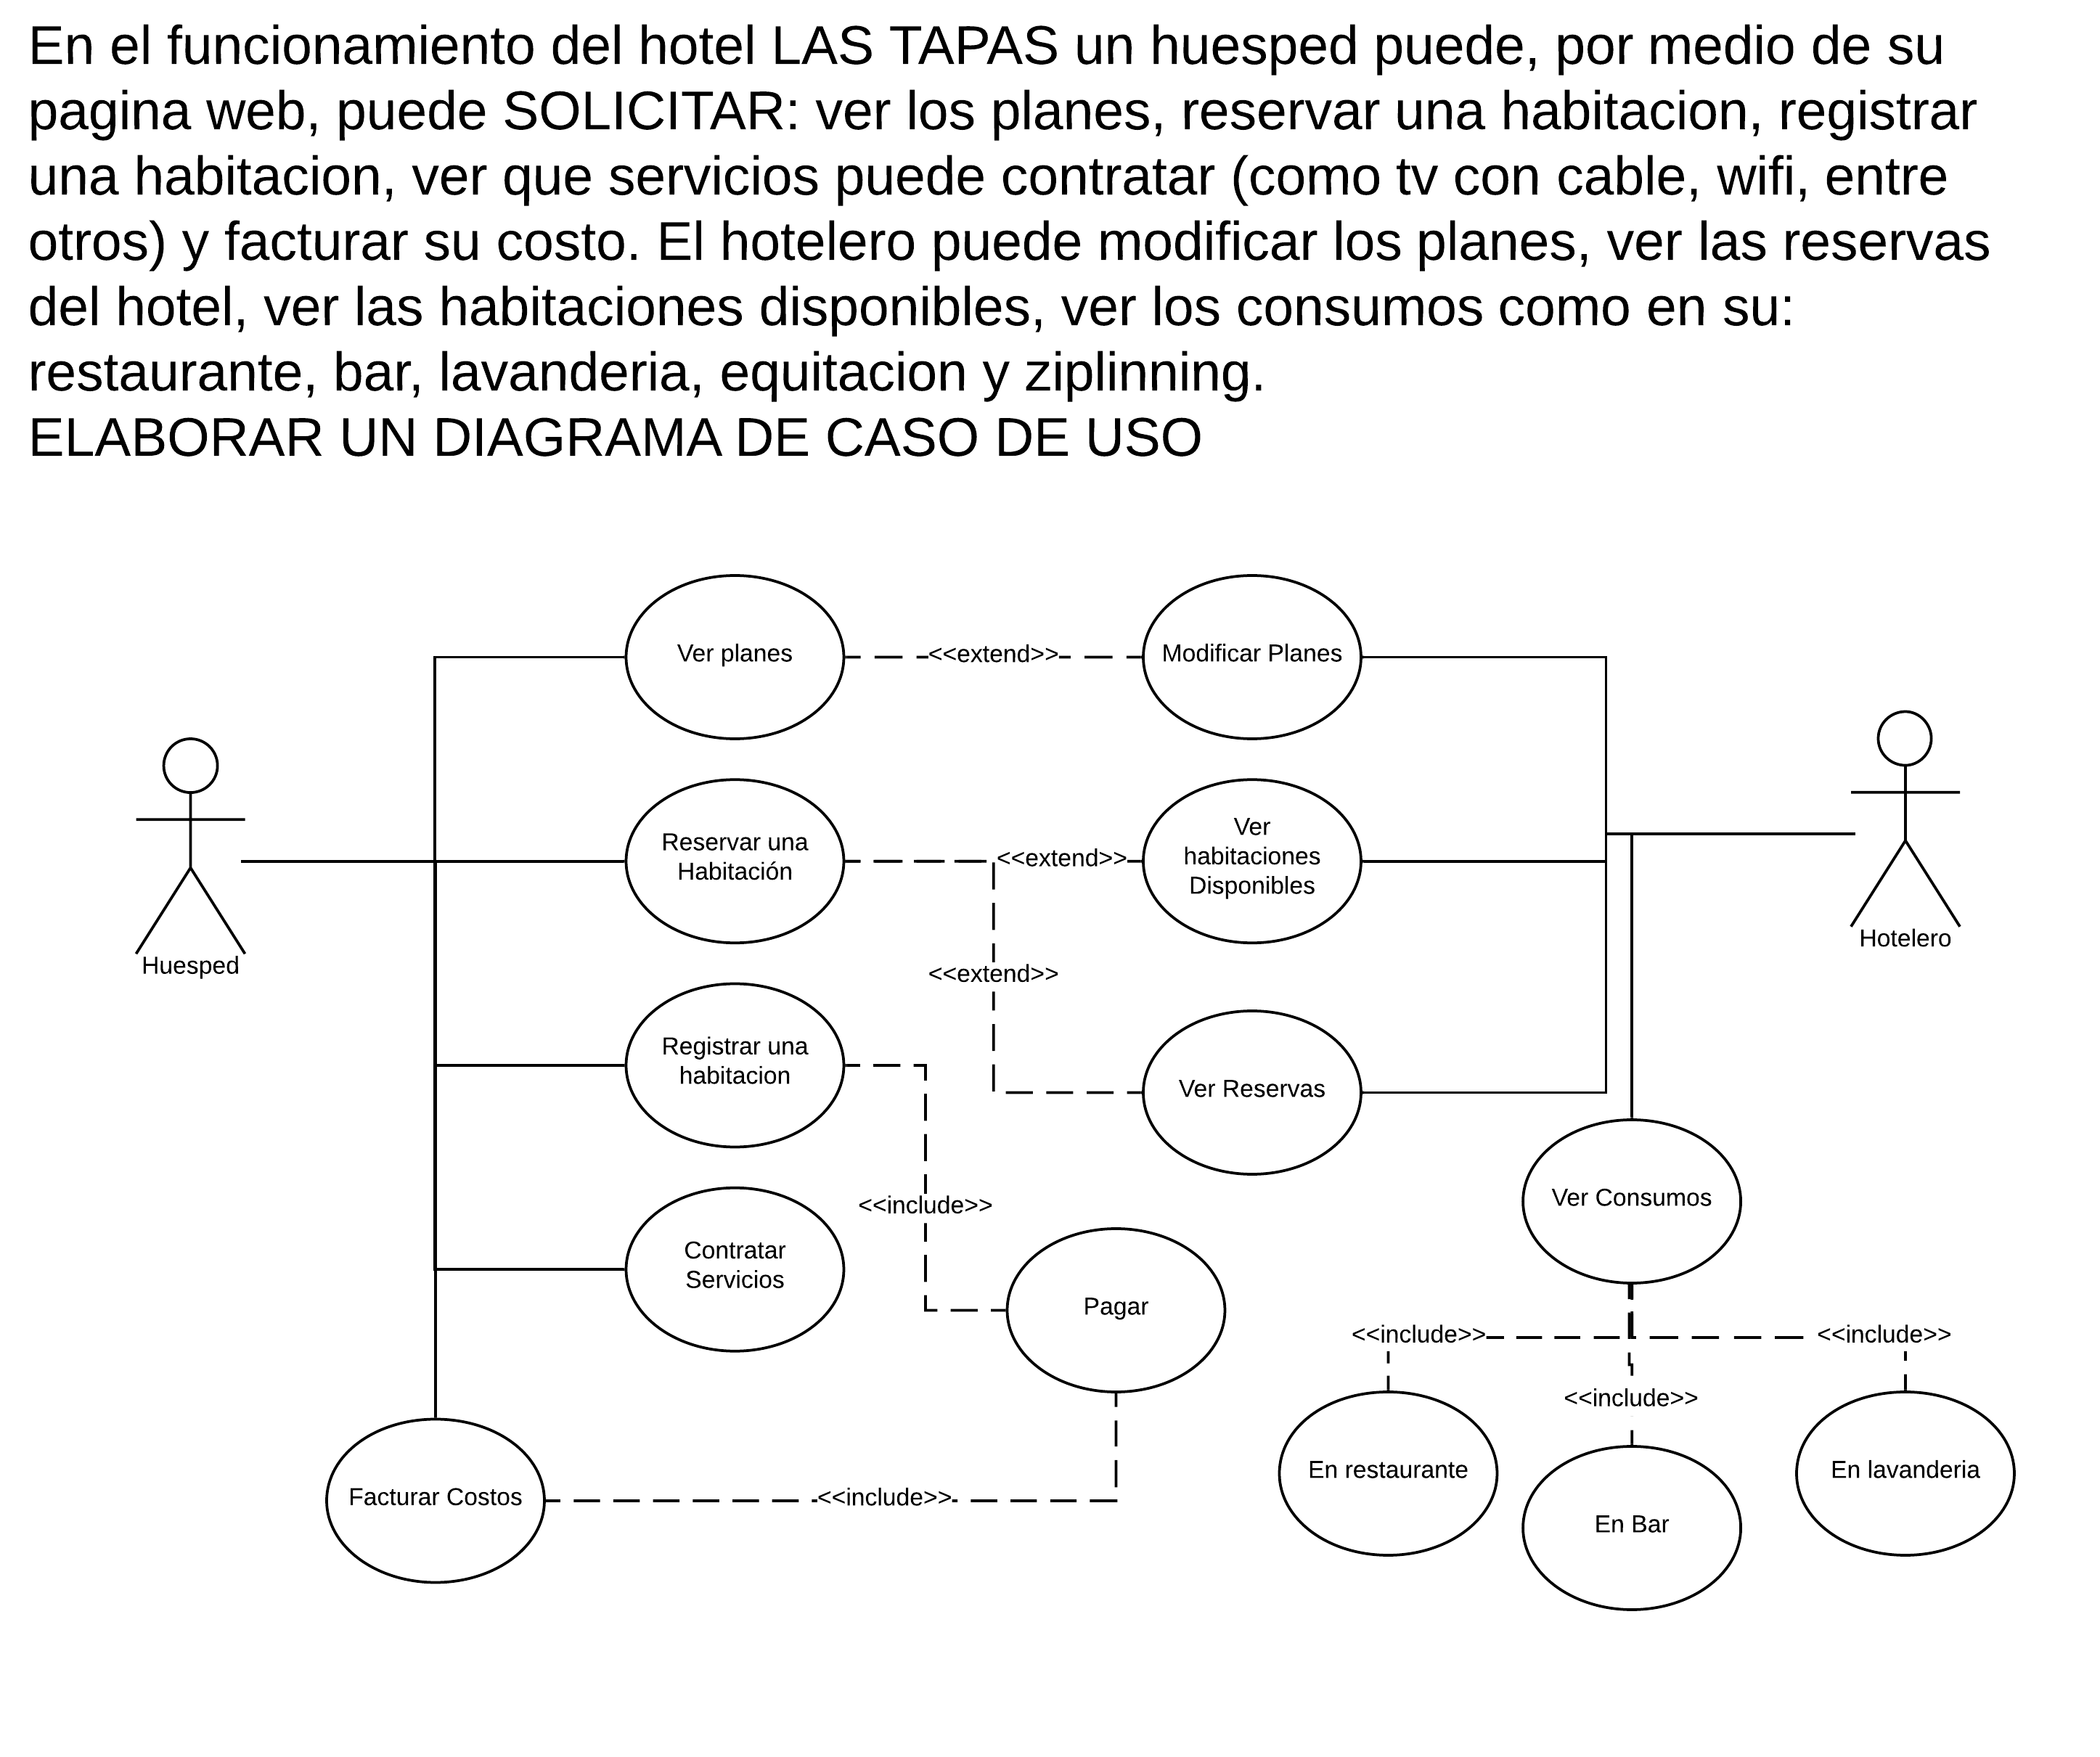 En el funcionamiento del hotel LAS TAPAS un huesped puede, por medio de su
pagina web, puede SOLICITAR: ver los planes, reservar una habitacion, registrar
una habitacion, ver que servicios puede contratar (como tv con cable, wifi, entre
otros) y facturar su costo. El hotelero puede modificar los planes, ver las reservas
del hotel, ver las habitaciones disponibles, ver los consumos como en su:
restaurante, bar, lavanderia, equitacion y ziplinning.
ELABORAR UN DIAGRAMA DE CASO DE USO
Ver planes
<<extend>>
Modificar Planes
Reservar una
Habitación
<<extend>>
Ver
habitaciones
Disponibles
Huesped
Hotelero
<<extend>>
Registrar una
habitacion
Ver Reservas
<<include>>
Ver Consumos
Contratar
Servicios
Pagar
<<include>>
<<include>>
<<include>>
En restaurante
En lavanderia
Facturar Costos
<<include>>
En Bar